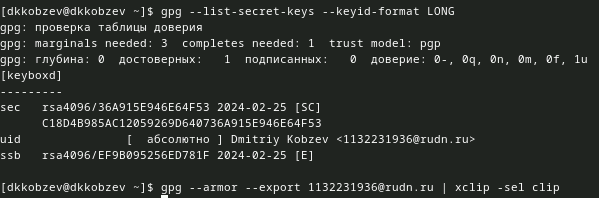 [dkkobzev@dkkobzev ~]$ gpg --list-secret-keys --keyid-format LONG
gpg: проверка таблицы доверия
gpg: marginals needed: 3  completes needed: 1  trust model: pgp
gpg: глубина: 0  достоверных:   1  подписанных:   0  доверие: 0-, 0q, 0n, 0m, 0f, 1u
[keyboxd]
---------
sec   rsa4096/36A915E946E64F53 2024-02-25 [SC]
      C18D4B985AC12059269D640736A915E946E64F53
uid              [  абсолютно ] Dmitriy Kobzev <1132231936@rudn.ru>
ssb   rsa4096/EF9B095256ED781F 2024-02-25 [E]
[dkkobzev@dkkobzev ~]$ gpg --armor --export 1132231936@rudn.ru | xclip -sel clip